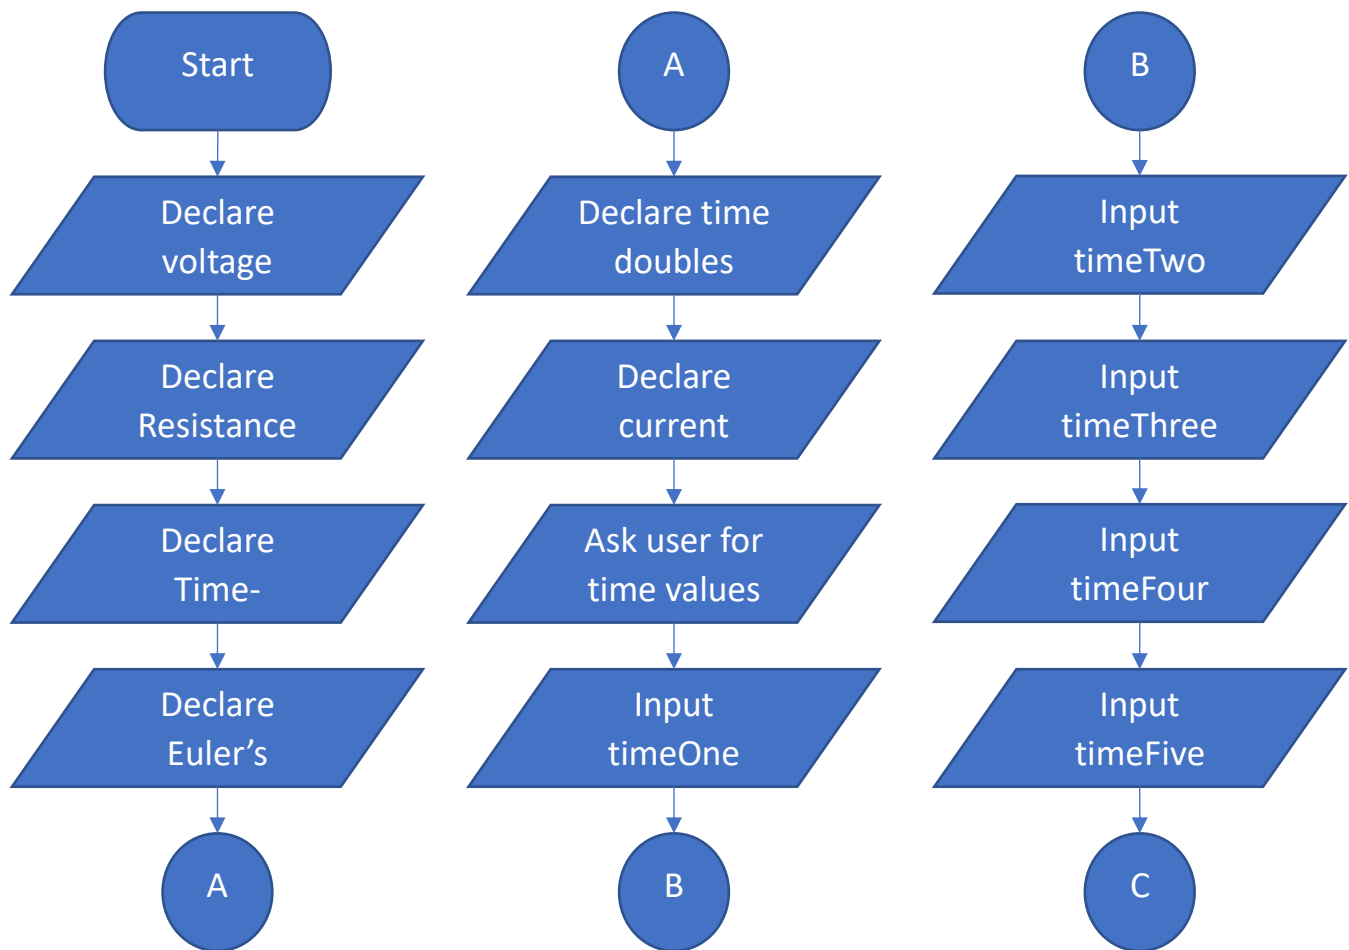 Start
Declare
voltage
Declare
Resistance
Declare
Time-
Declare
Euler’s
A
A
Declare time
doubles
Declare
current
Ask user for
time values
Input
timeOne
B
B
Input
timeTwo
Input
timeThree
Input
timeFour
Input
timeFive
C